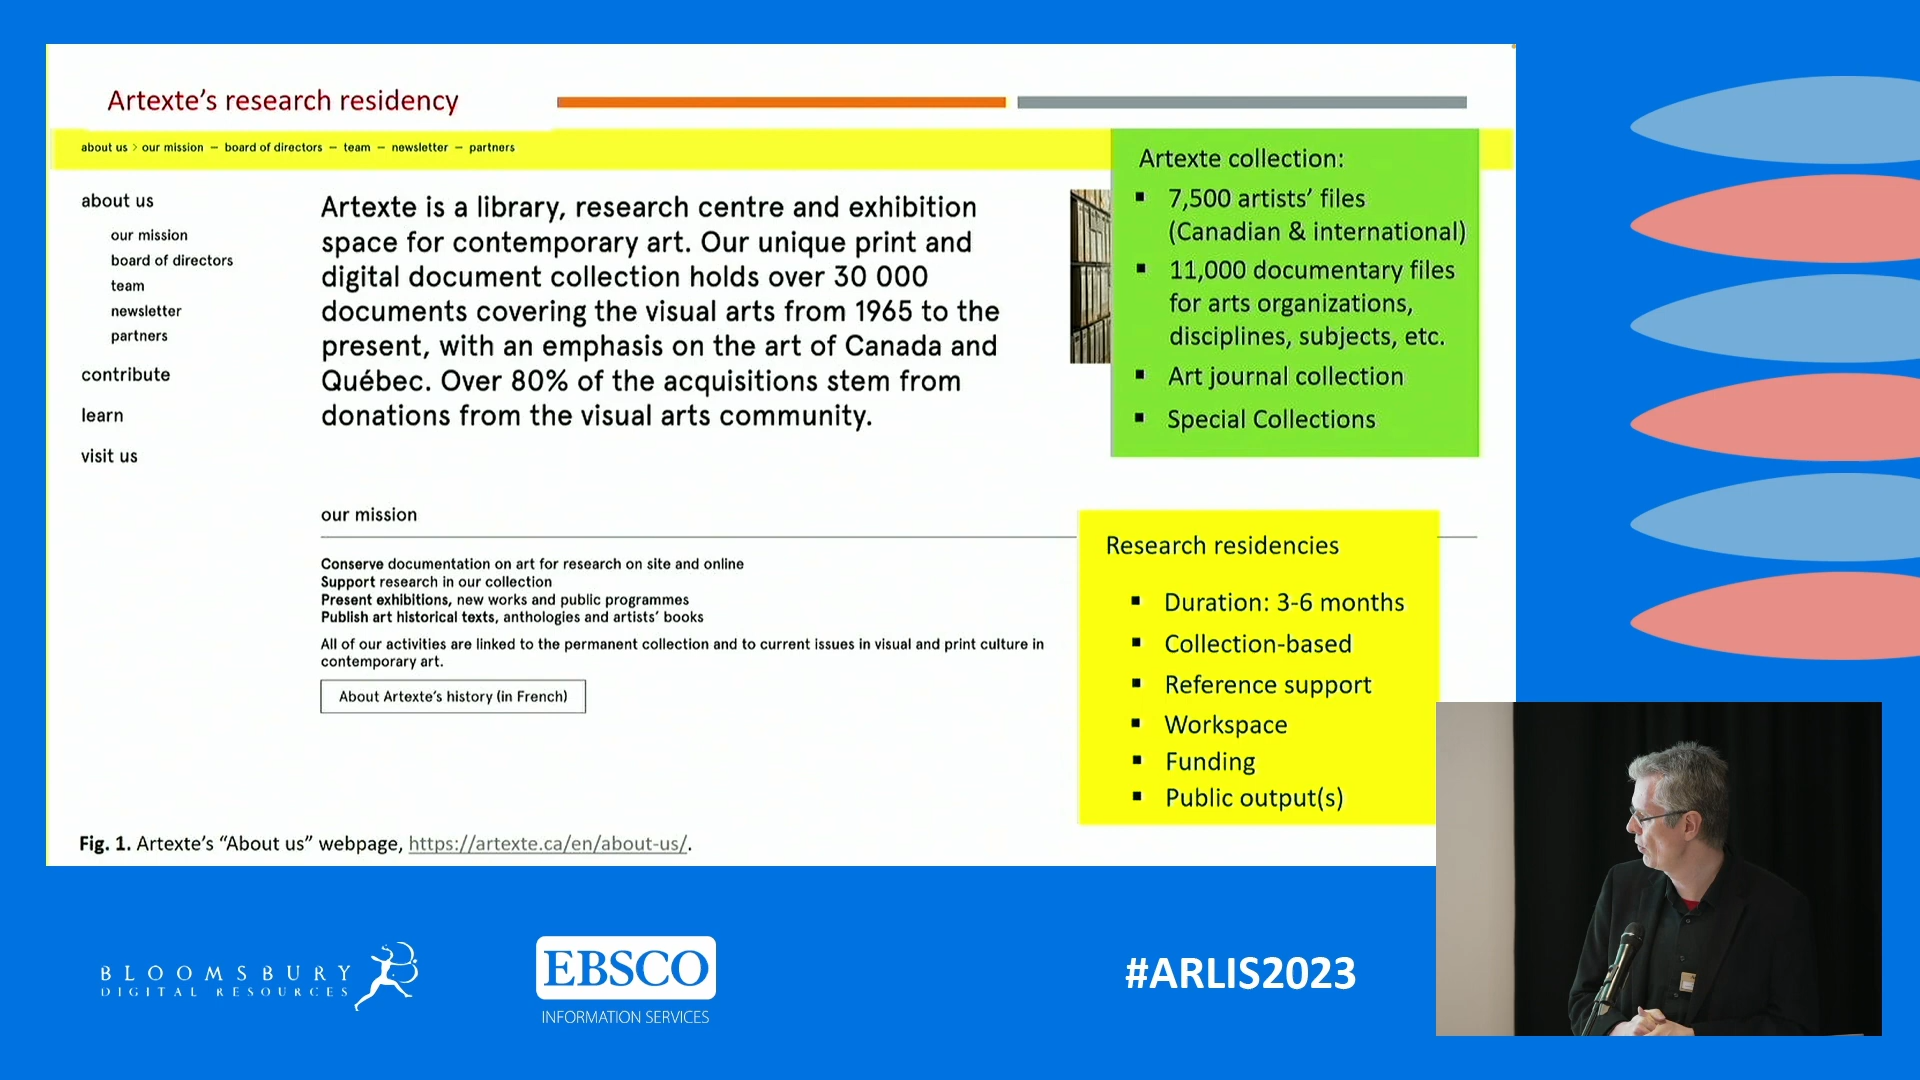 Artexte's research residency
about us > our mission – board of directors – team – newsletter – partners
about us
our mission
board of directors
team
newsletter
partners
contribute
learn
visit us
Artexte is a library, research centre and exhibition
space for contemporary art. Our unique print and
digital document collection holds over 30 000
documents covering the visual arts from 1965 to the
present, with an emphasis on the art of Canada and
Québec. Over 80% of the acquisitions stem from
donations from the visual arts community.
Artexte collection:
▪ 7,500 artists' files
(Canadian & international)
▪ 11,000 documentary files
for arts organizations,
disciplines, subjects, etc.
▪ Art journal collection
▪ Special Collections
our mission
Conserve documentation on art for research on site and online
Support research in our collection
Present exhibitions, new works and public programmes
Publish art historical texts, anthologies and artists' books
All of our activities are linked to the permanent collection and to current issues in visual and print culture in
contemporary art.
About Artexte's history (in French)
Research residencies
▪ Duration: 3-6 months
▪ Collection-based
▪ Reference support
▪ Workspace
▪ Funding
▪ Public output(s)
Fig. 1. Artexte's “About us” webpage, https://artexte.ca/en/about-us/.
BLOOMSBURY
DIGITAL RESOURCES
EBSCO
INFORMATION SERVICES
#ARLIS2023